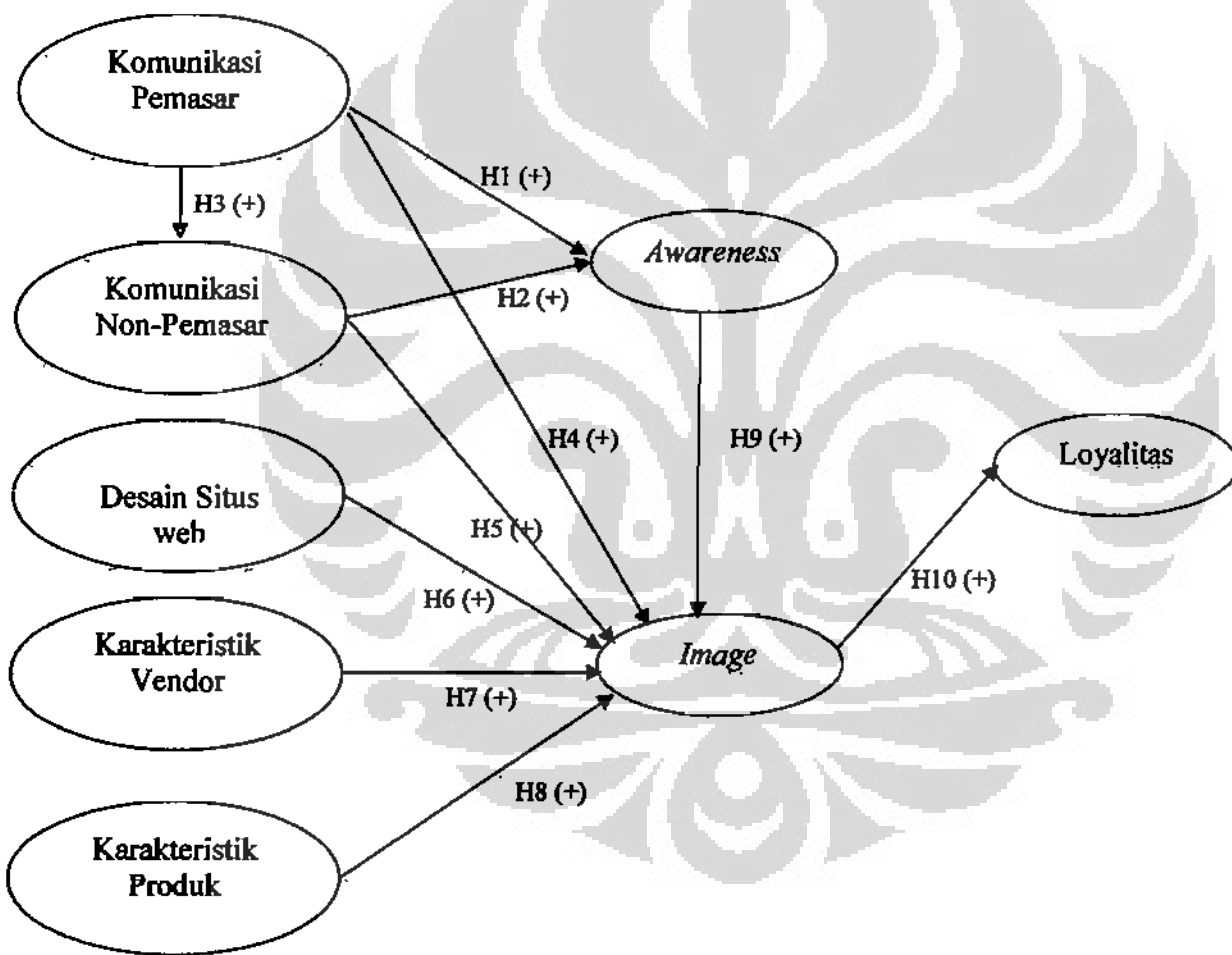 Komunikasi
Pemasar
H1 (+)
H3 (+)
Awareness
Komunikasi
Non-Pemasar
H2 (+)
H4 (+)
H9 (+)
Loyalitas
Desain Situs
web
H5 (+)
H6 (+)
H10 (+)
Karakteristik
Vendor
Image
H7 (+)
H8 (+)
Karakteristik
Produk